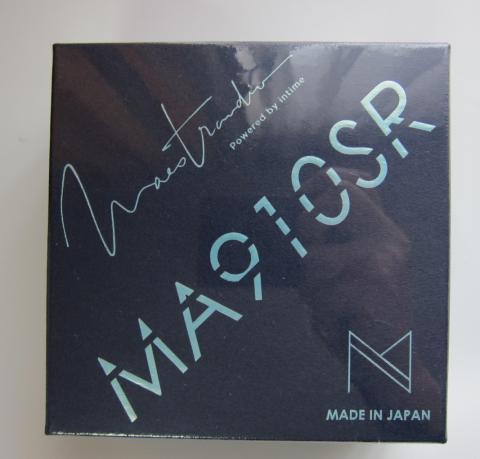 Maestraudio
Powered by intime
MA910SR
MADE IN JAPAN